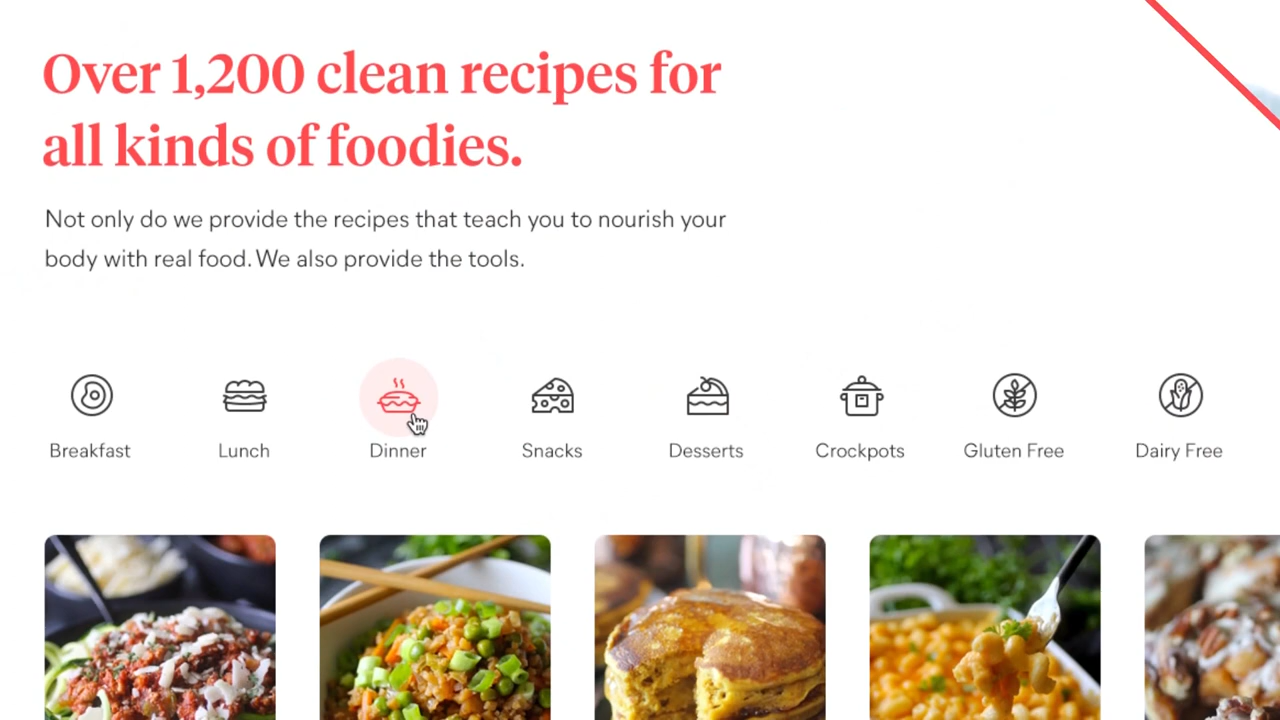 Over 1,200 clean recipes for
all kinds of foodies.
Not only do we provide the recipes that teach you to nourish your
body with real food. We also provide the tools.
Breakfast
Lunch
Dinner
Snacks
Desserts
Crockpots
Gluten Free
Dairy Free